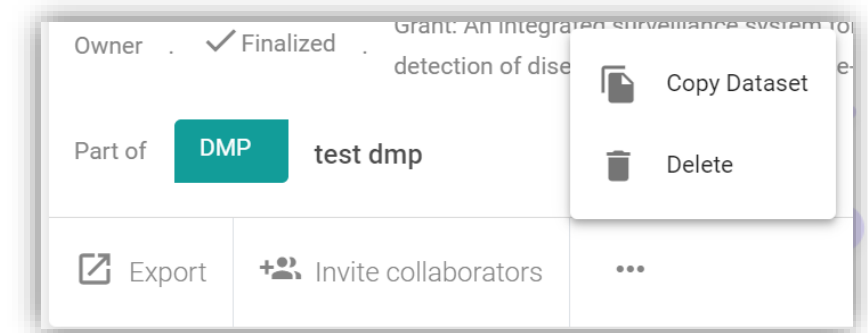 Owner . Finalized . Grant: An integrated surveillance system fo
detection of dise e-
Part of DMP test dmp
Copy Dataset
Delete
Export Invite collaborators ...